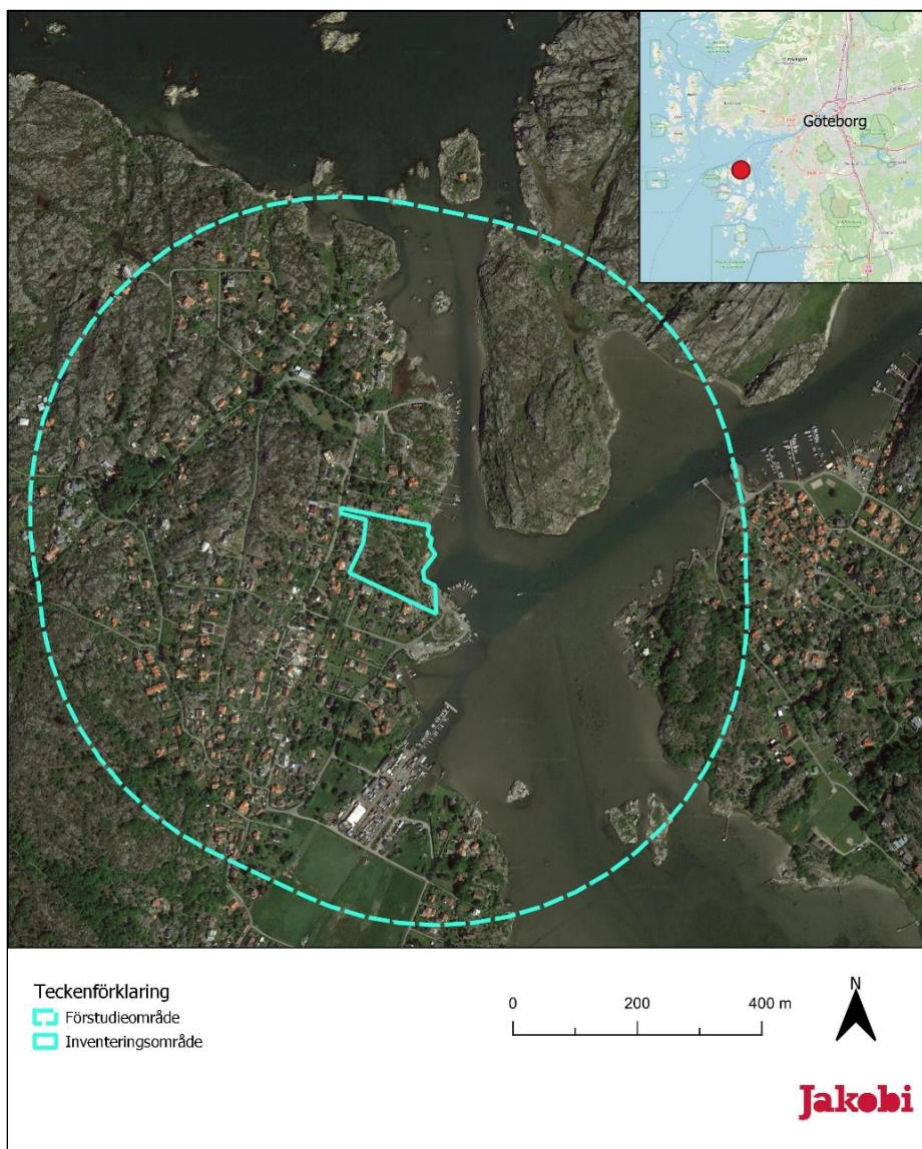 Göteborg
Teckenförklaring
Förstudieområde
Inventeringsområde
0 200 400 m
N
Jakobi